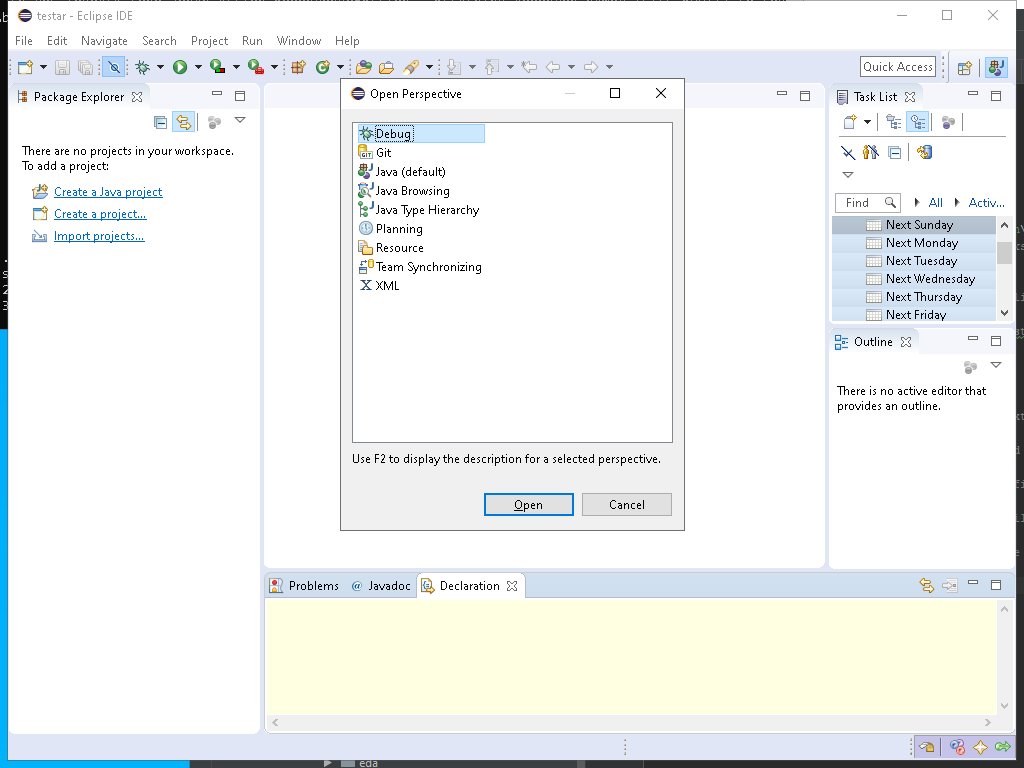 testar - Eclipse IDE
File Edit Navigate Search Project Run Window Help
Quick Access
Package Explorer
There are no projects in your workspace.
To add a project:
Create a Java project
Create a project...
Import projects...
Open Perspective
Debug
Git
Java (default)
Java Browsing
Java Type Hierarchy
Planning
Resource
Team Synchronizing
XML
Use F2 to display the description for a selected perspective.
Open Cancel
Task List
Find All Activ...
Next Sunday
Next Monday
Next Tuesday
Next Wednesday
Next Thursday
Next Friday
Outline
There is no active editor that
provides an outline.
Problems @ Javadoc Declaration
eda